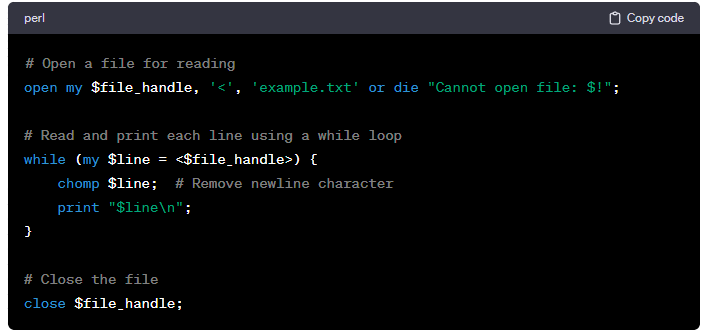 perl
Copy code
# Open a file for reading
open my $file_handle, '<', 'example.txt' or die "Cannot open file: $!";
# Read and print each line using a while loop
while (my $line = <$file_handle>) {
    chomp $line;  # Remove newline character
    print "$line\n";
}
# Close the file
close $file_handle;